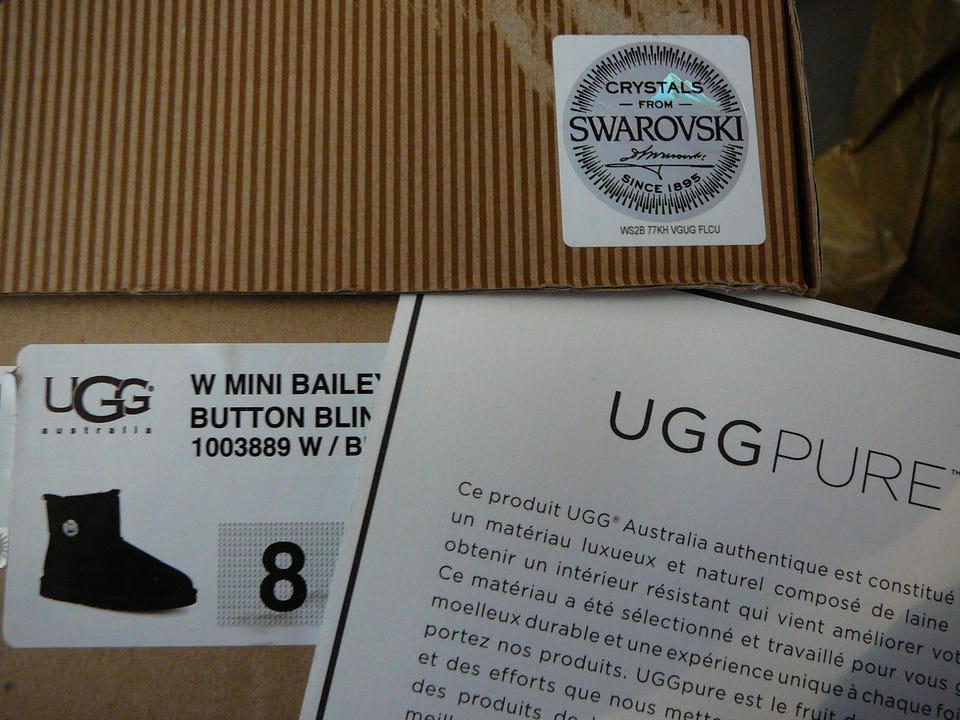 CRYSTALS
— FROM —
SWAROVSKI
SINCE 1895
WS2B 77KH VGUG FLCU
UGG®
australia
W MINI BAILEY
BUTTON BLIN
1003889 W / B
8
UGGPURE™
Ce produit UGG® Australia authentique est constitué
un matériau luxueux et naturel composé de laine
obtenir un intérieur résistant qui vient améliorer vot
Ce matériau a été sélectionné et travaillé pour vous
moelleux durable et une expérience unique à chaque foi
portez nos produits. UGGpure est le fruit
et des efforts que nous mett
des produits de